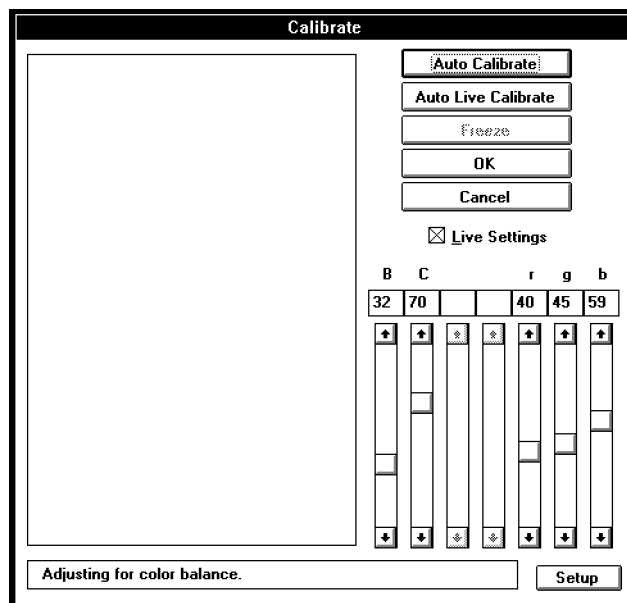 Calibrate
Auto Calibrate
Auto Live Calibrate
Freeze
OK
Cancel
Live Settings
B C r g b
32 70 40 45 59
Adjusting for color balance.
Setup